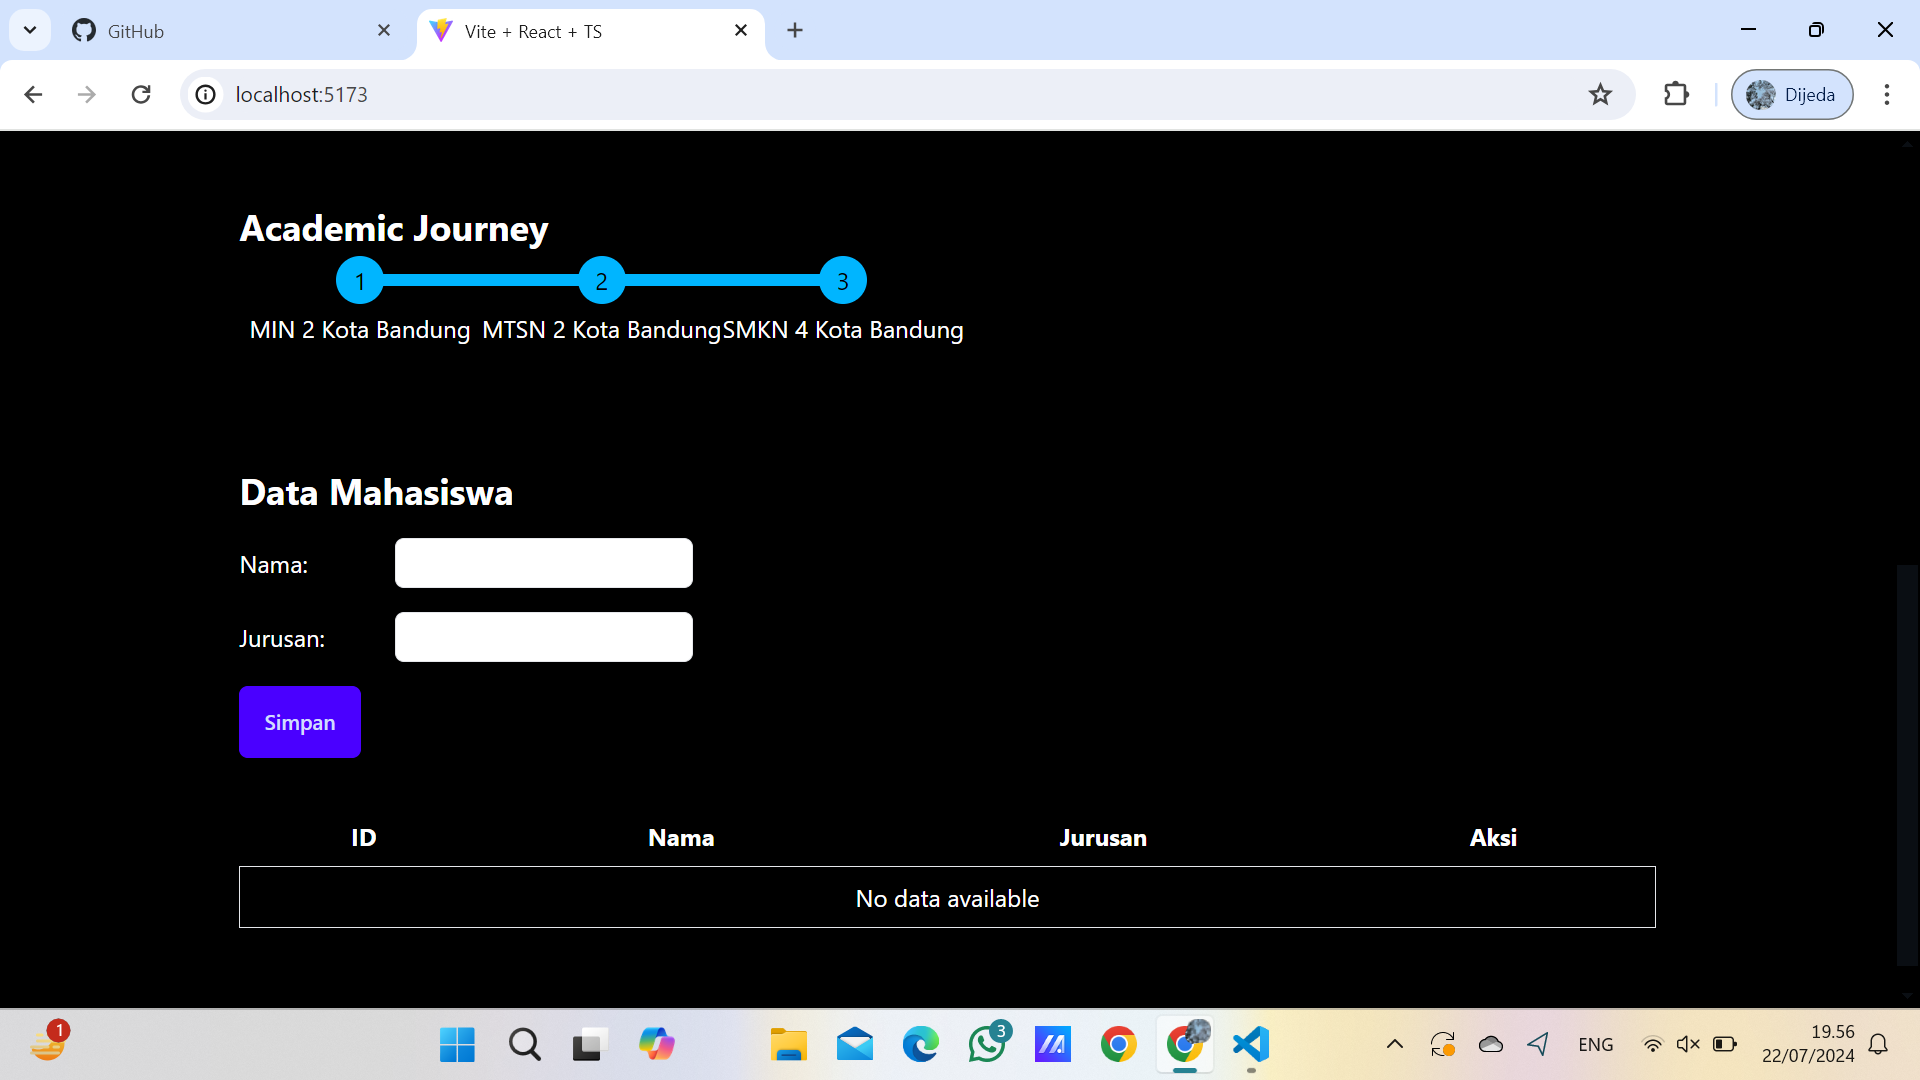 GitHub
Vite + React + TS
localhost:5173
Dijeda
Academic Journey
1 2 3
MIN 2 Kota Bandung MTSN 2 Kota Bandung SMKN 4 Kota Bandung
Data Mahasiswa
Nama:
Jurusan:
Simpan
ID Nama Jurusan Aksi
No data available
1
3
ENG
19.56
22/07/2024